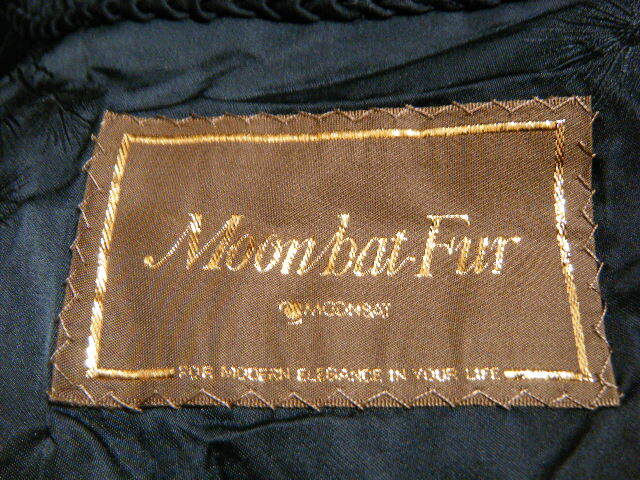 Moonbat Fur
MOONBAT
FOR MODERN ELEGANCE IN YOUR LIFE